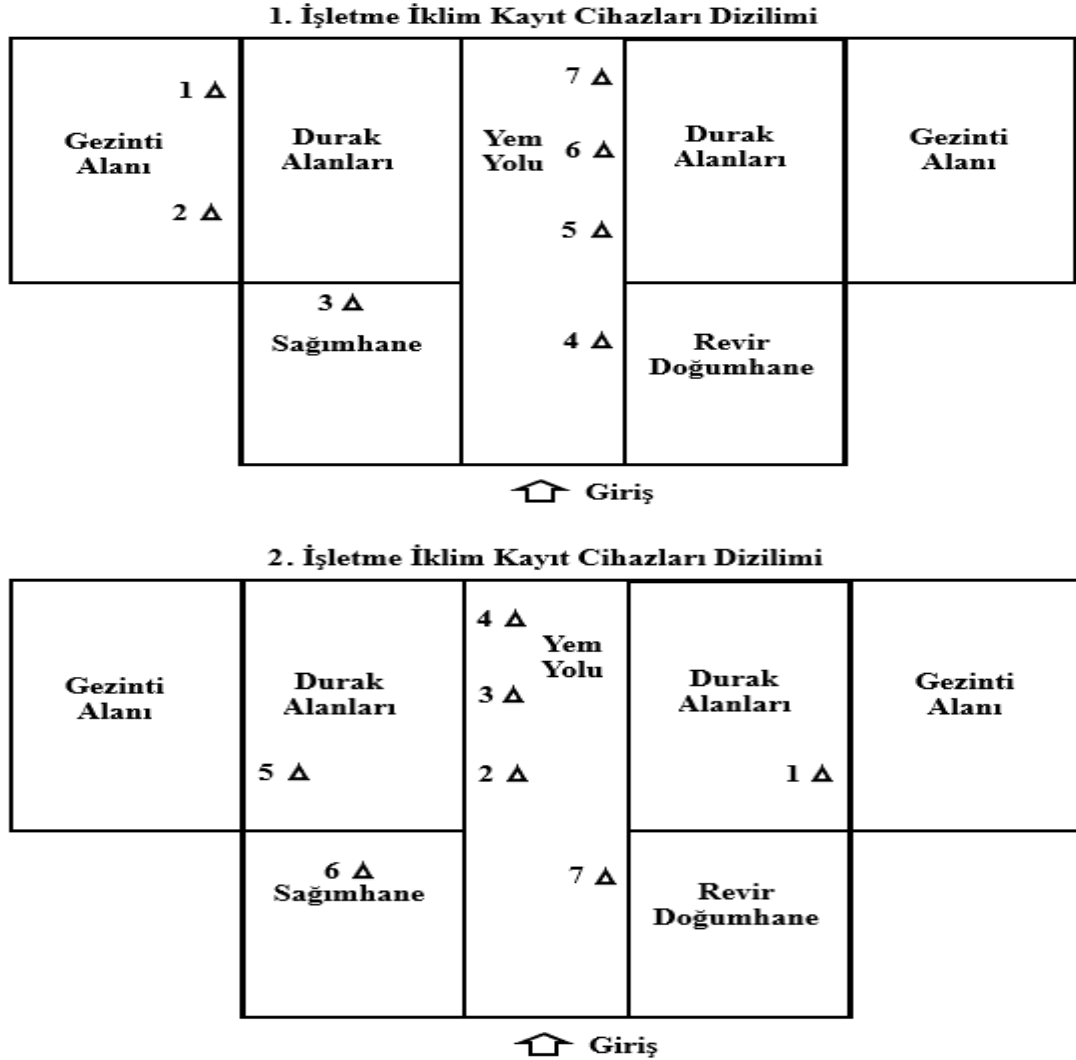 1. İşletme İklim Kayıt Cihazları Dizilimi
1
2
Gezinti
Alanı
Durak
Alanları
3
Sağımhane
Yem
Yolu
7
6
5
4
Durak
Alanları
Revir
Doğumhane
Gezinti
Alanı
Giriş
2. İşletme İklim Kayıt Cihazları Dizilimi
Gezinti
Alanı
Durak
Alanları
5
6
Sağımhane
4
Yem
Yolu
3
2
7
Durak
Alanları
1
Revir
Doğumhane
Gezinti
Alanı
Giriş